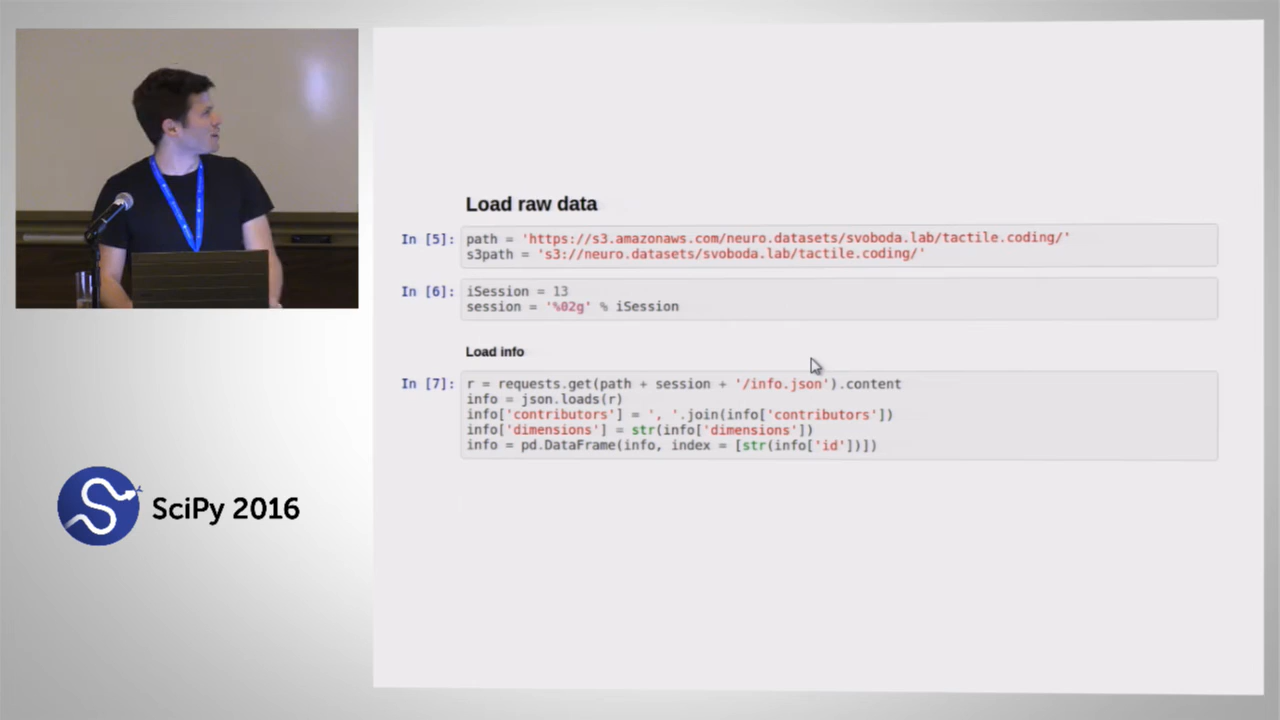 Load raw data
In [5]: path = 'https://s3.amazonaws.com/neuro.datasets/svoboda.lab/tactile.coding/'
s3path = 's3://neuro.datasets/svoboda.lab/tactile.coding/'
In [6]: iSession = 13
session = '%02g' % iSession
Load info
In [7]: r = requests.get(path + session + '/info.json').content
info = json.loads(r)
info['contributors'] = ', '.join(info['contributors'])
info['dimensions'] = str(info['dimensions'])
info = pd.DataFrame(info, index = [str(info['id'])])
SciPy 2016